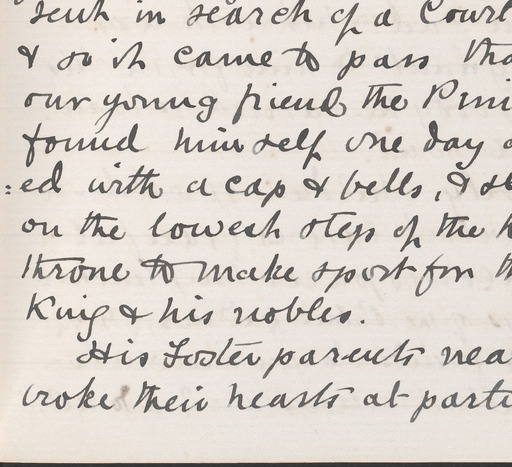 sent in search of a Court
& so it came to pass tha
our young friend the Prin
found himself one day
:ed with a cap & bells, & s
on the lowest step of the K
throne to make sport for th
King & his nobles.
His Foster parents nea
broke their hearts at parti